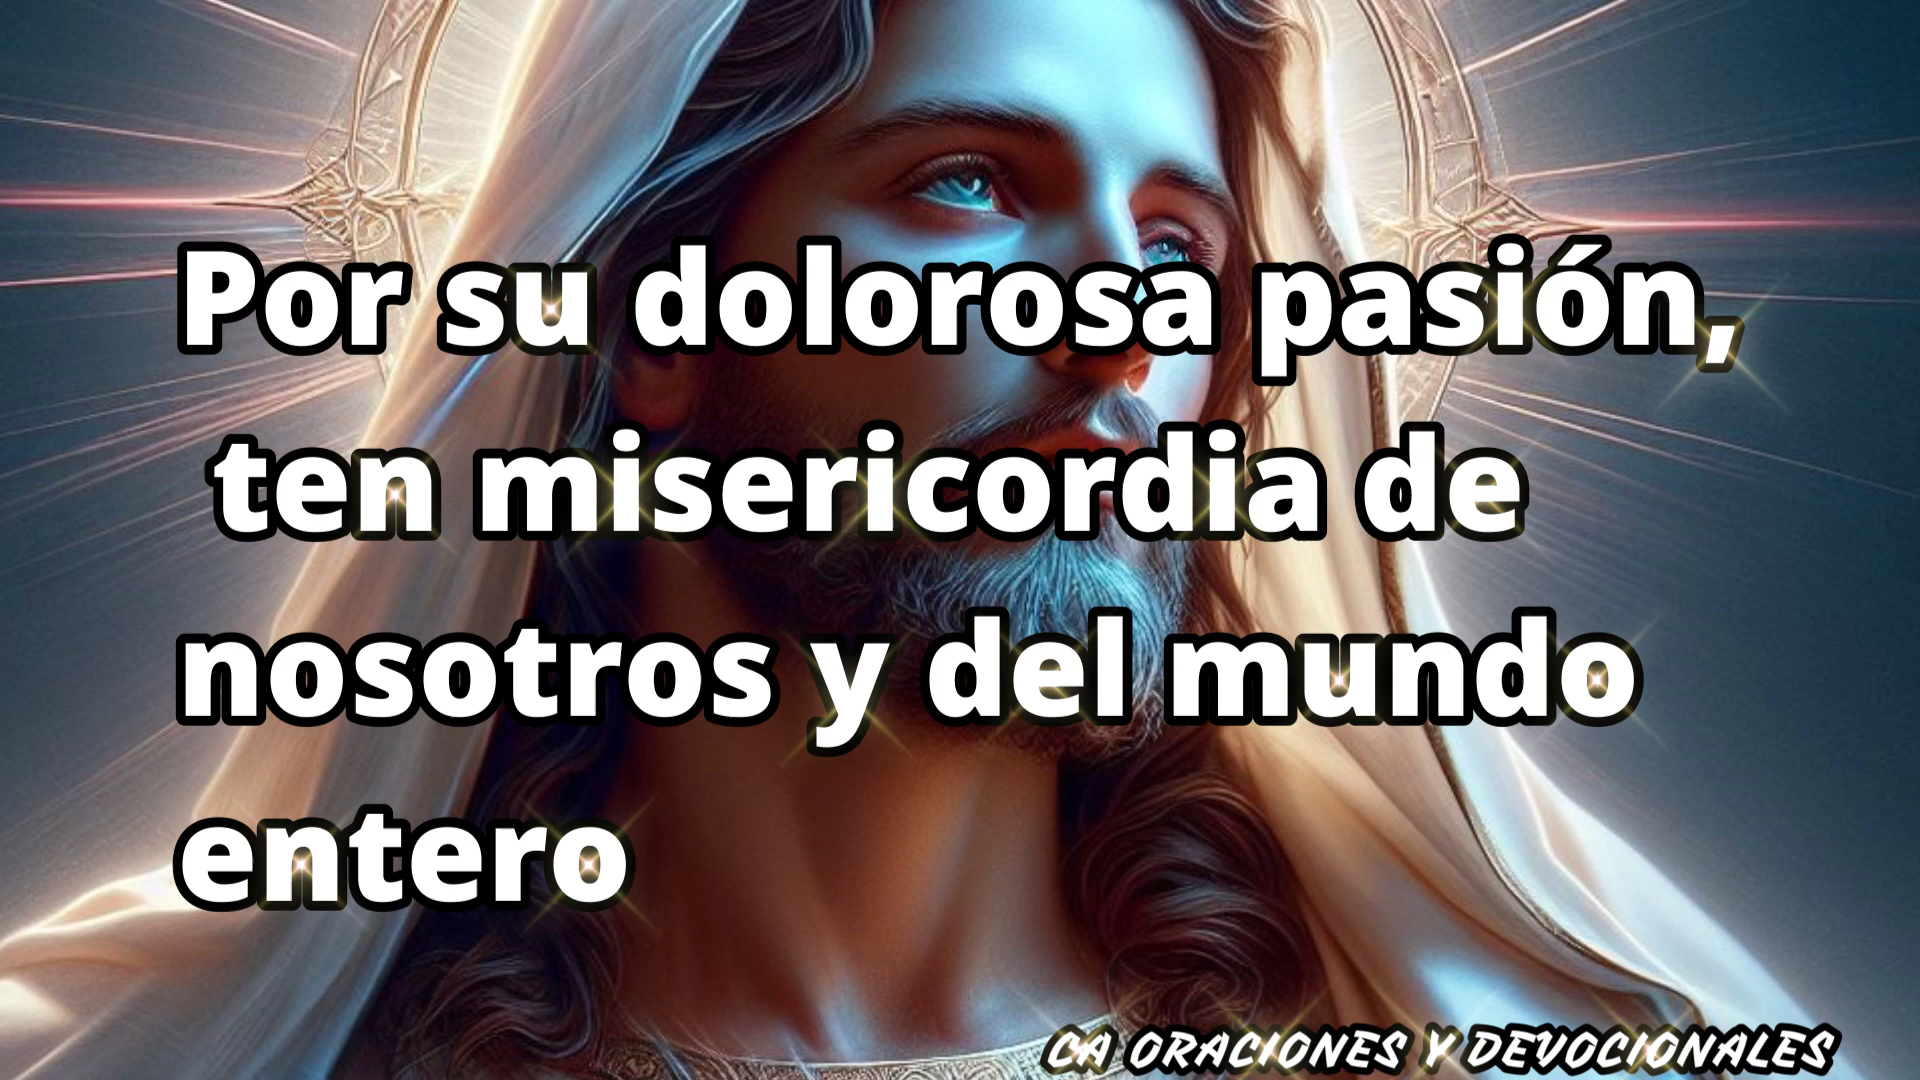 Por su dolorosa pasión,
ten misericordia de
nosotros y del mundo
entero
CA ORACIONES Y DEVOCIONALES